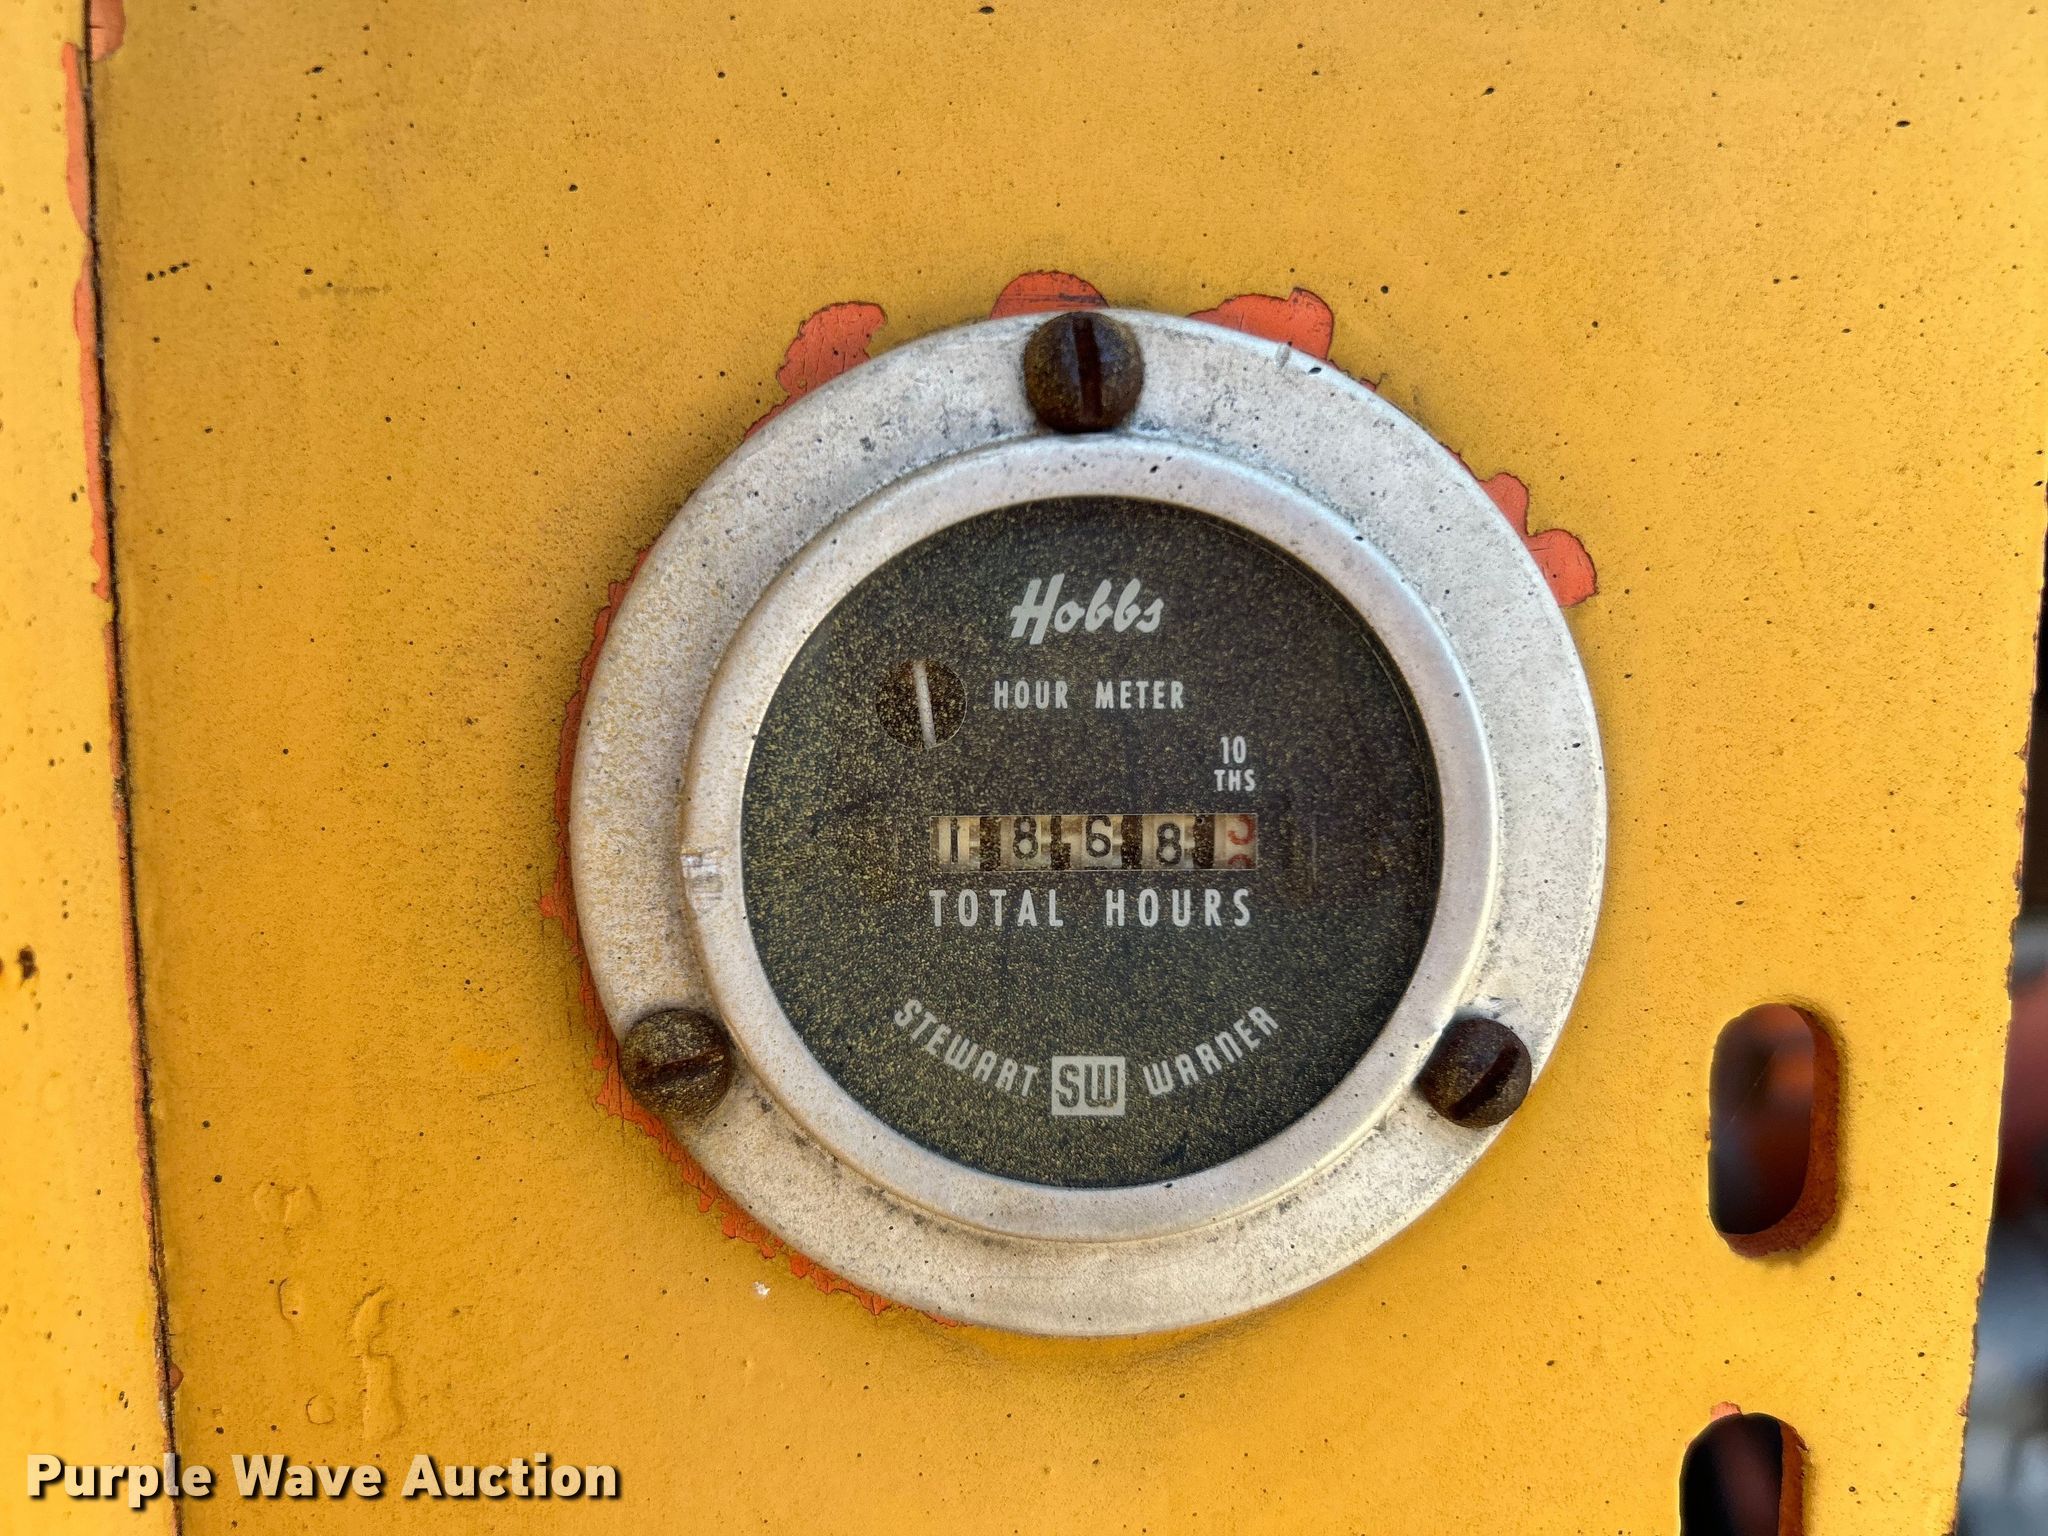 Hobbs
HOUR METER
10
THS
1868
TOTAL HOURS
STEWART SW WARNER
Purple Wave Auction